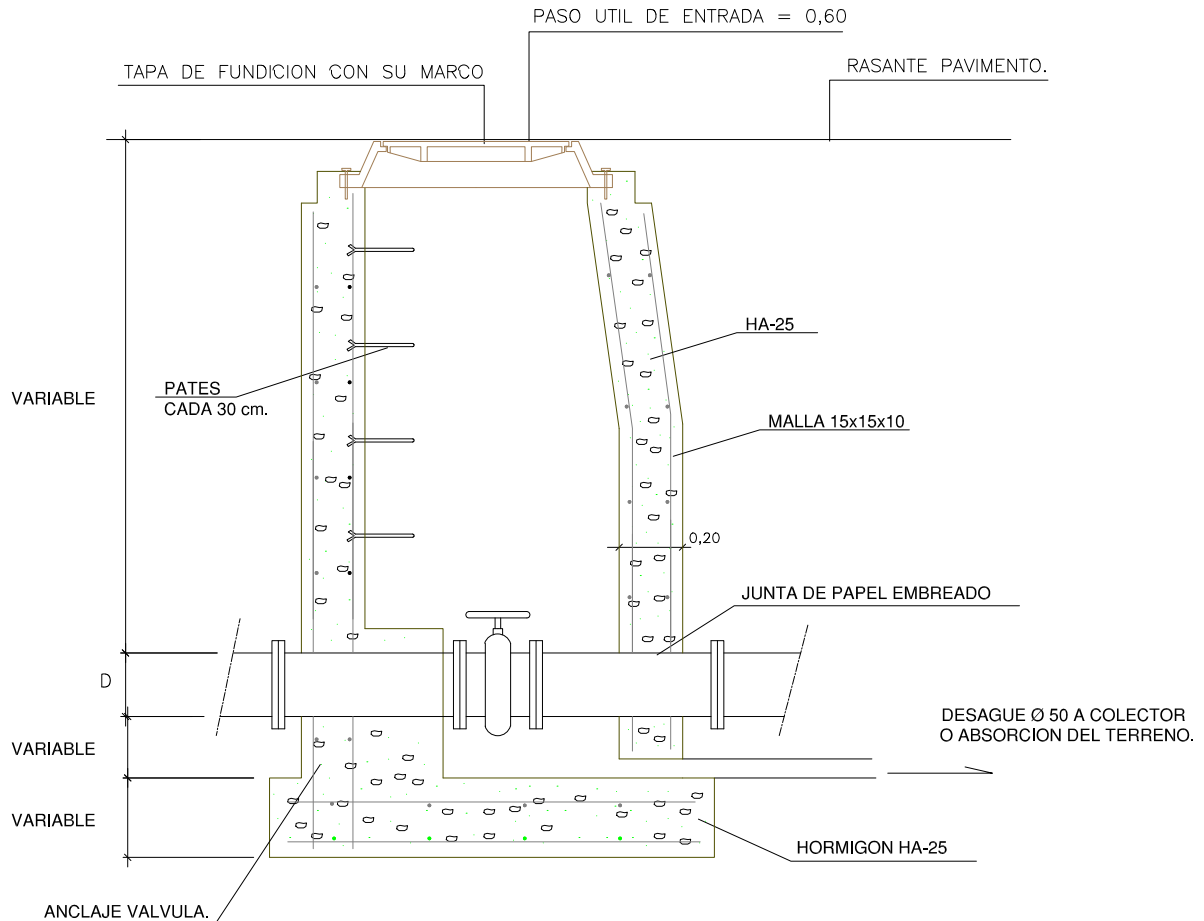 PASO UTIL DE ENTRADA = 0,60
TAPA DE FUNDICION CON SU MARCO
RASANTE PAVIMENTO.
HA-25
PATES
CADA 30 cm.
VARIABLE
MALLA 15x15x10
0,20
JUNTA DE PAPEL EMBREADO
D
DESAGUE Ø 50 A COLECTOR
O ABSORCION DEL TERRENO.
VARIABLE
VARIABLE
HORMIGON HA-25
ANCLAJE VALVULA.